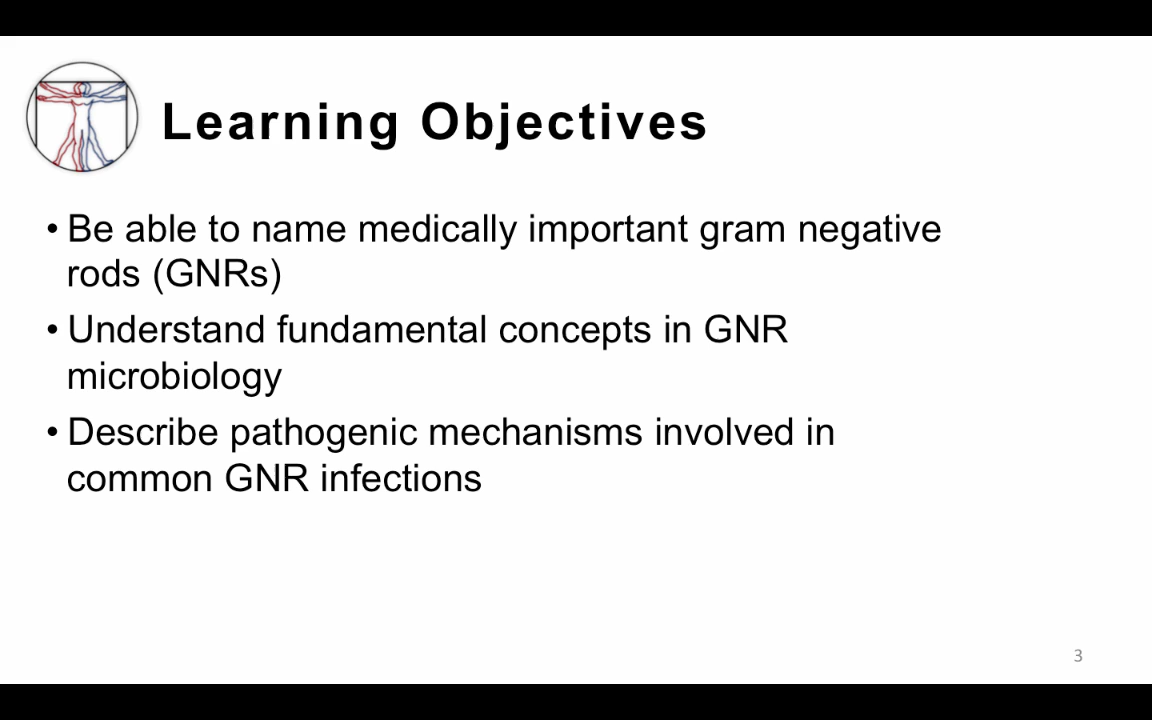 Learning Objectives
• Be able to name medically important gram negative
rods (GNRs)
• Understand fundamental concepts in GNR
microbiology
• Describe pathogenic mechanisms involved in
common GNR infections
3